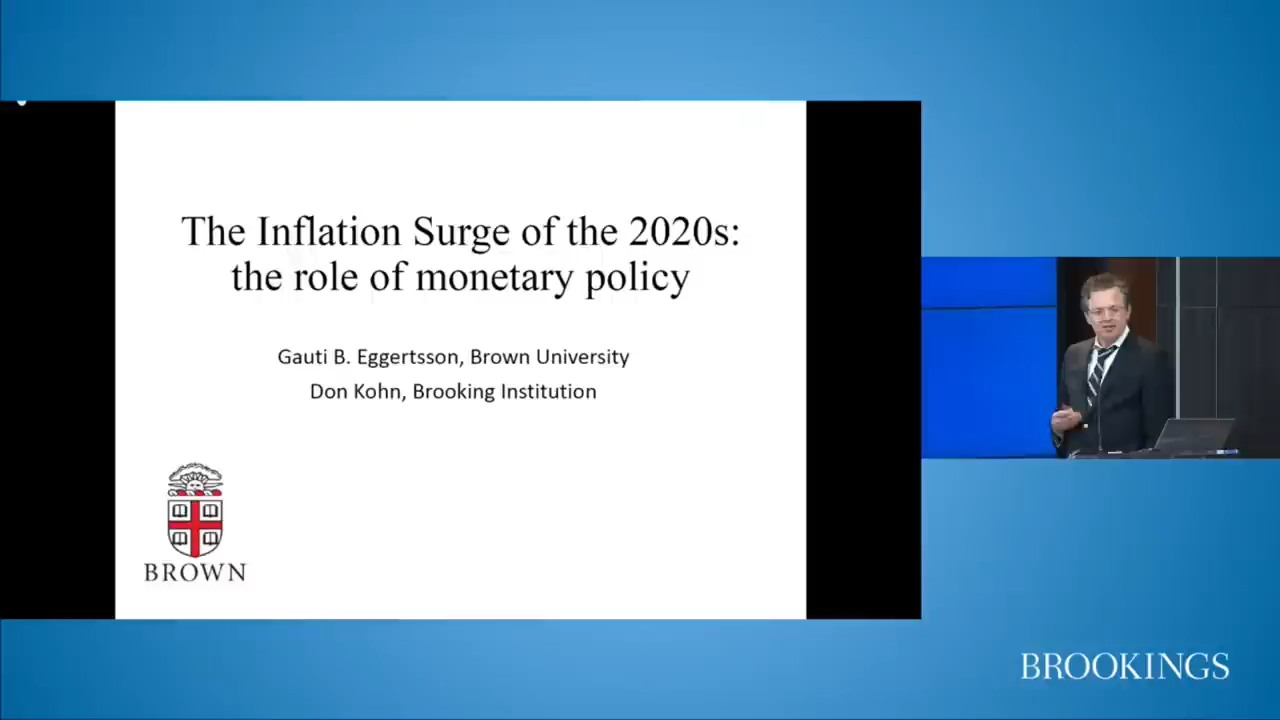 The Inflation Surge of the 2020s:
the role of monetary policy
Gauti B. Eggertsson, Brown University
Don Kohn, Brooking Institution
BROWN
BROOKINGS